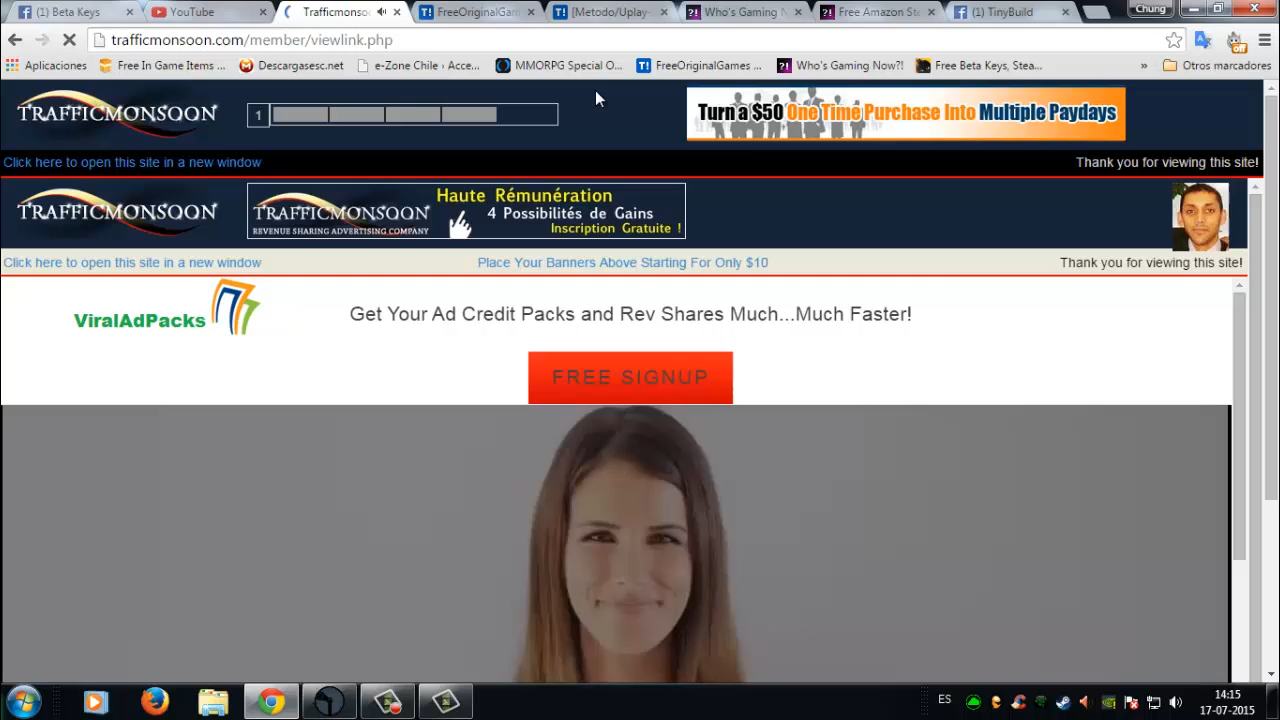 Chung
(1) Beta Keys
YouTube
Trafficmonsoo
FreeOriginalGam
[Metodo/Uplay-
Who's Gaming N
Free Amazon Ste
(1) TinyBuild
trafficmonsoon.com/member/viewlink.php
off
Aplicaciones
Free In Game Items ...
Descargasesc.net
e-Zone Chile › Acce...
MMORPG Special O...
FreeOriginalGames ...
Who's Gaming Now?!
Free Beta Keys, Stea...
»
Otros marcadores
TRAFFICMONSOON
1
Turn a $50 One Time Purchase Into Multiple Paydays
Click here to open this site in a new window
Thank you for viewing this site!
TRAFFICMONSOON
TRAFFICMONSOON
REVENUE SHARING ADVERTISING COMPANY
Haute Rémunération
4 Possibilités de Gains
Inscription Gratuite !
Click here to open this site in a new window
Place Your Banners Above Starting For Only $10
Thank you for viewing this site!
ViralAdPacks
Get Your Ad Credit Packs and Rev Shares Much...Much Faster!
FREE SIGNUP
ES
14:15
17-07-2015